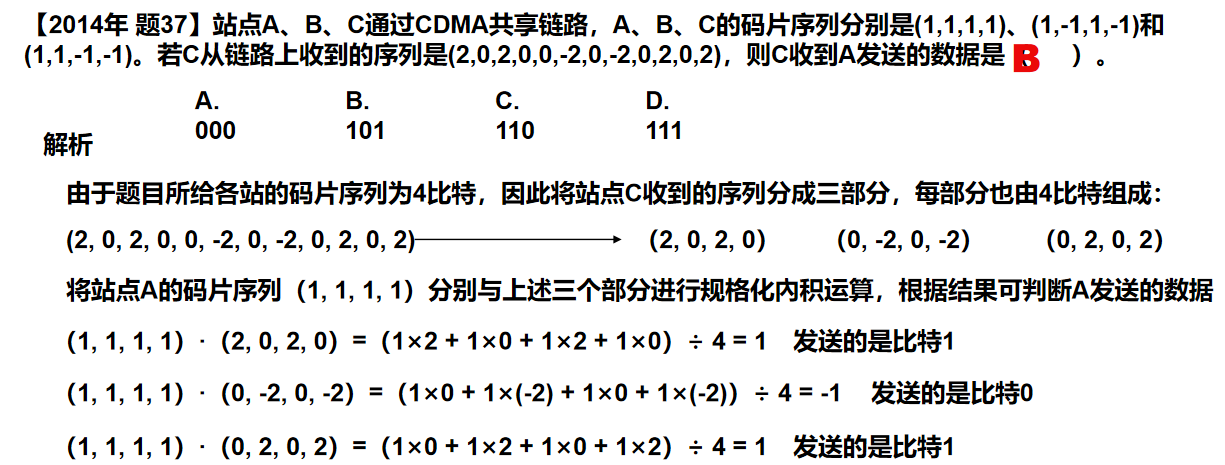 【2014年 题37】站点A、B、C通过CDMA共享链路，A、B、C的码片序列分别是(1,1,1,1)、(1,-1,1,-1)和
(1,1,-1,-1)。若C从链路上收到的序列是(2,0,2,0,0,-2,0,-2,0,2,0,2)，则C收到A发送的数据是（B ）。
A. B. C. D.
000 101 110 111
解析
由于题目所给各站的码片序列为4比特，因此将站点C收到的序列分成三部分，每部分也由4比特组成：
(2, 0, 2, 0, 0, -2, 0, -2, 0, 2, 0, 2) （2, 0, 2, 0） （0, -2, 0, -2） （0, 2, 0, 2）
将站点A的码片序列（1, 1, 1, 1）分别与上述三个部分进行规格化内积运算，根据结果可判断A发送的数据
（1, 1, 1, 1）·（2, 0, 2, 0）=（1×2 + 1×0 + 1×2 + 1×0）÷ 4 = 1 发送的是比特1
（1, 1, 1, 1）·（0, -2, 0, -2）=（1×0 + 1×(-2) + 1×0 + 1×(-2)）÷ 4 = -1 发送的是比特0
（1, 1, 1, 1）·（0, 2, 0, 2）=（1×0 + 1×2 + 1×0 + 1×2）÷ 4 = 1 发送的是比特1